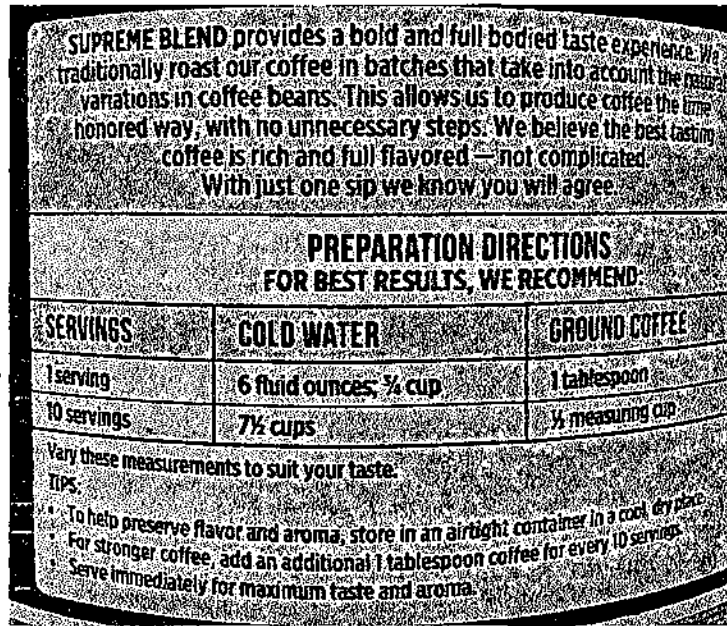 SUPREME BLEND provides a bold and full bodied taste experience. We
traditionally roast our coffee in batches that take into account the natural
variations in coffee beans. This allows us to produce coffee the time
honored way, with no unnecessary steps. We believe the best tasting
coffee is rich and full flavored — not complicated.
With just one sip we know you will agree.
PREPARATION DIRECTIONS
FOR BEST RESULTS, WE RECOMMEND:
SERVINGS COLD WATER GROUND COFFEE
1 serving 6 fluid ounces; ¾ cup 1 tablespoon
10 servings 7½ cups measuring cup
Vary these measurements to suit your taste.
TIPS:
• To help preserve flavor and aroma, store in an airtight container in a cool, dry place.
• For stronger coffee, add an additional 1 tablespoon coffee for every 10 servings.
• Serve immediately for maximum taste and aroma.